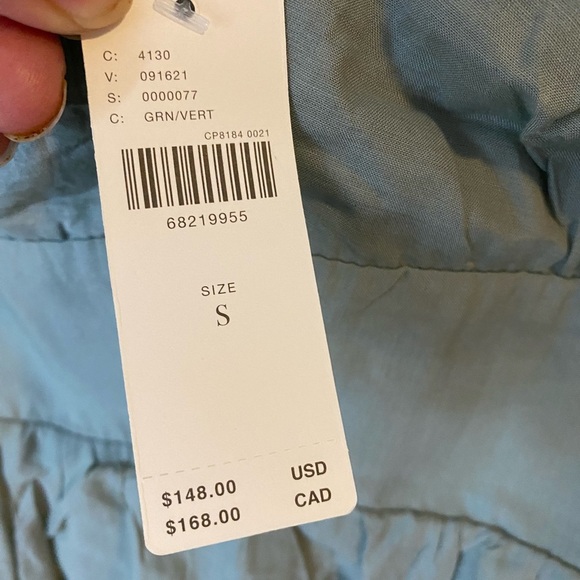 C: 4130
V: 091621
S: 0000077
C: GRN/VERT
CP8184 0021
68219955
SIZE
S
$148.00 USD
$168.00 CAD